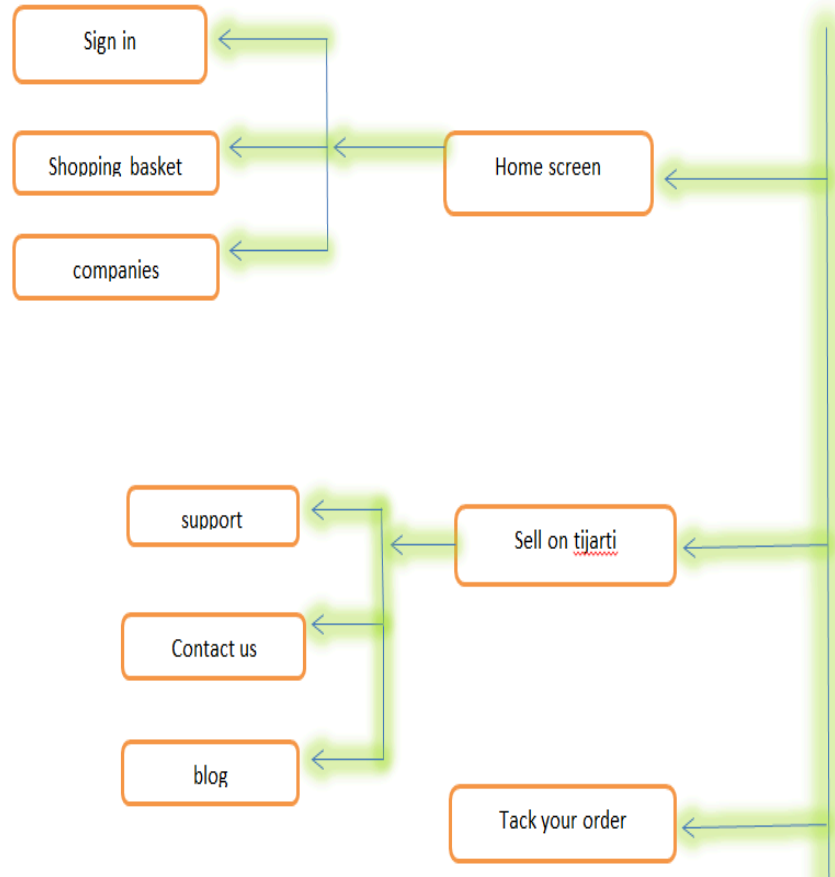 Sign in
Shopping basket
companies
Home screen
support
Contact us
blog
Sell on tijarti
Tack your order